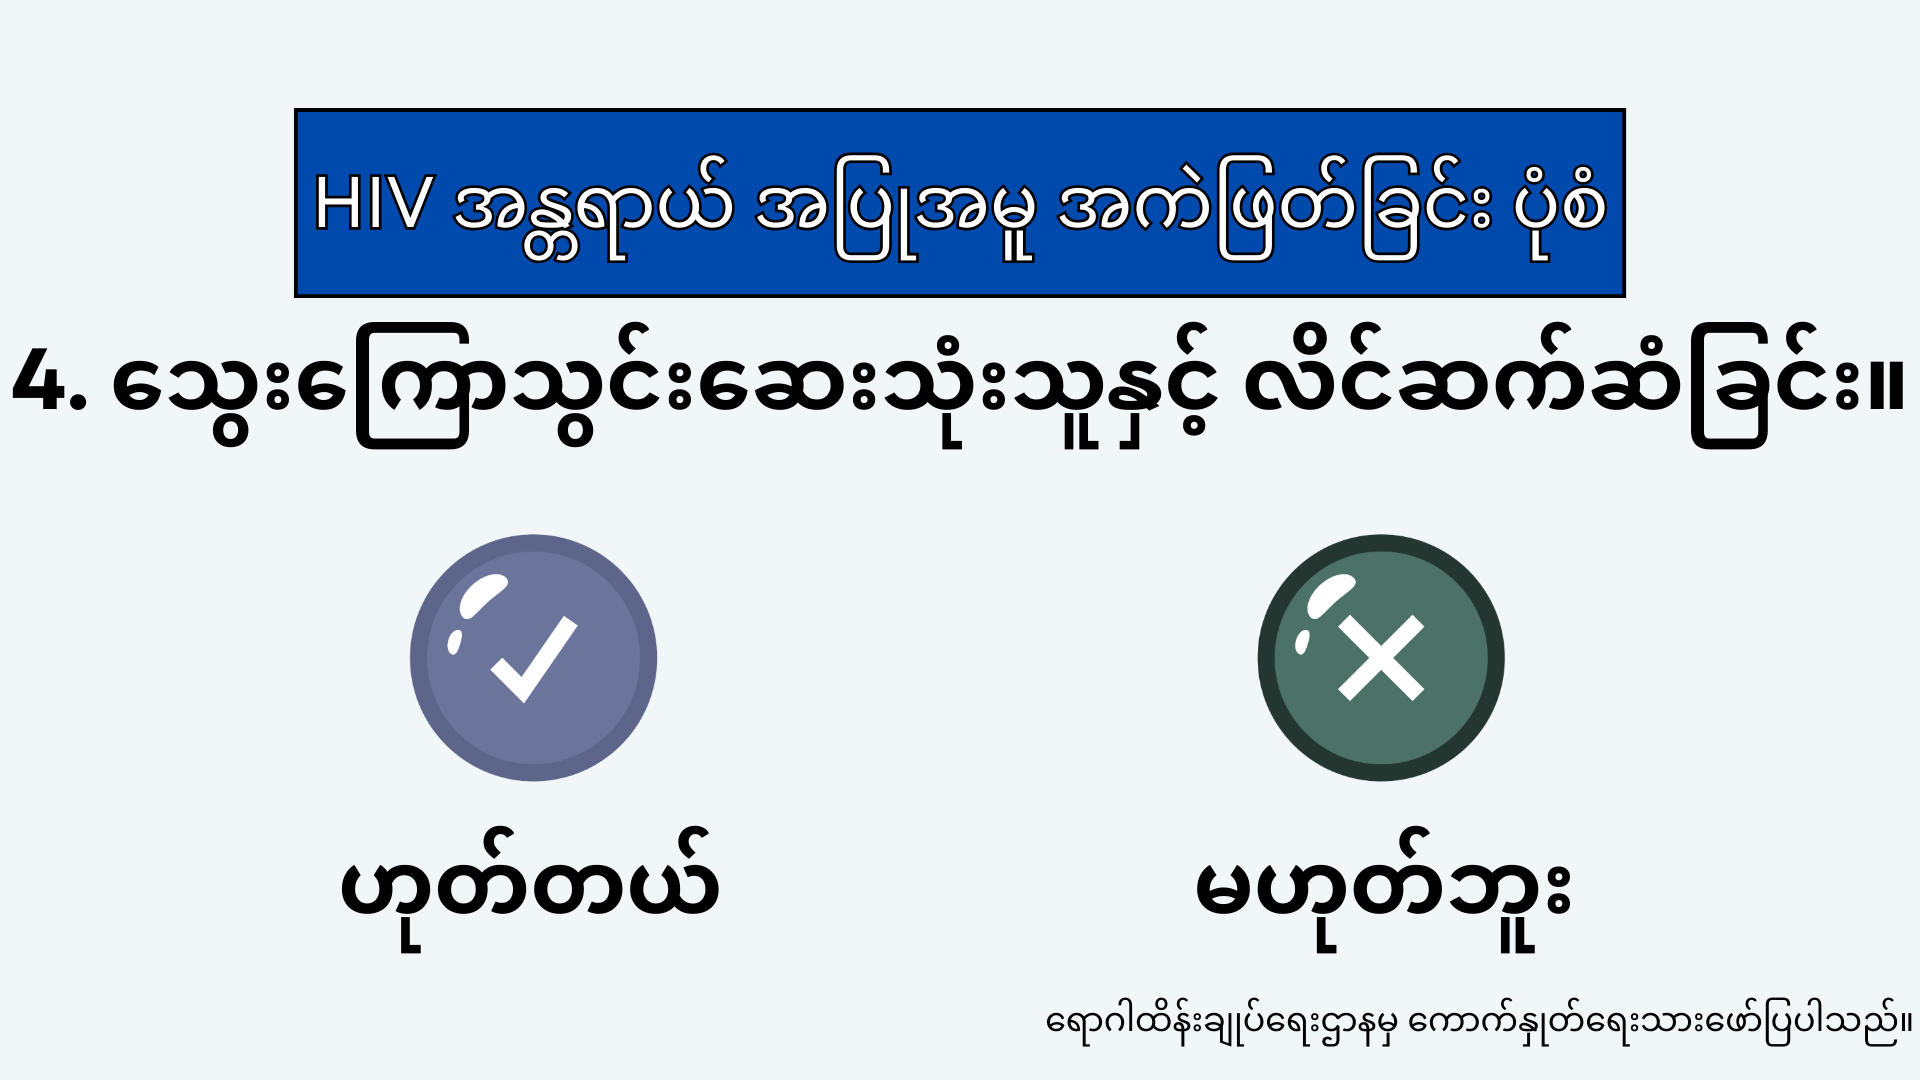 HIV အန္တရာယ် အပြုအမူ အကဲဖြတ်ခြင်း ပုံစံ
4. သွေးကြောသွင်းဆေးသုံးသူနှင့် လိင်ဆက်ဆံခြင်း။
ဟုတ်တယ် မဟုတ်ဘူး
ရောဂါထိန်းချုပ်ရေးဌာနမှ ကောက်နှုတ်ရေးသားဖော်ပြပါသည်။